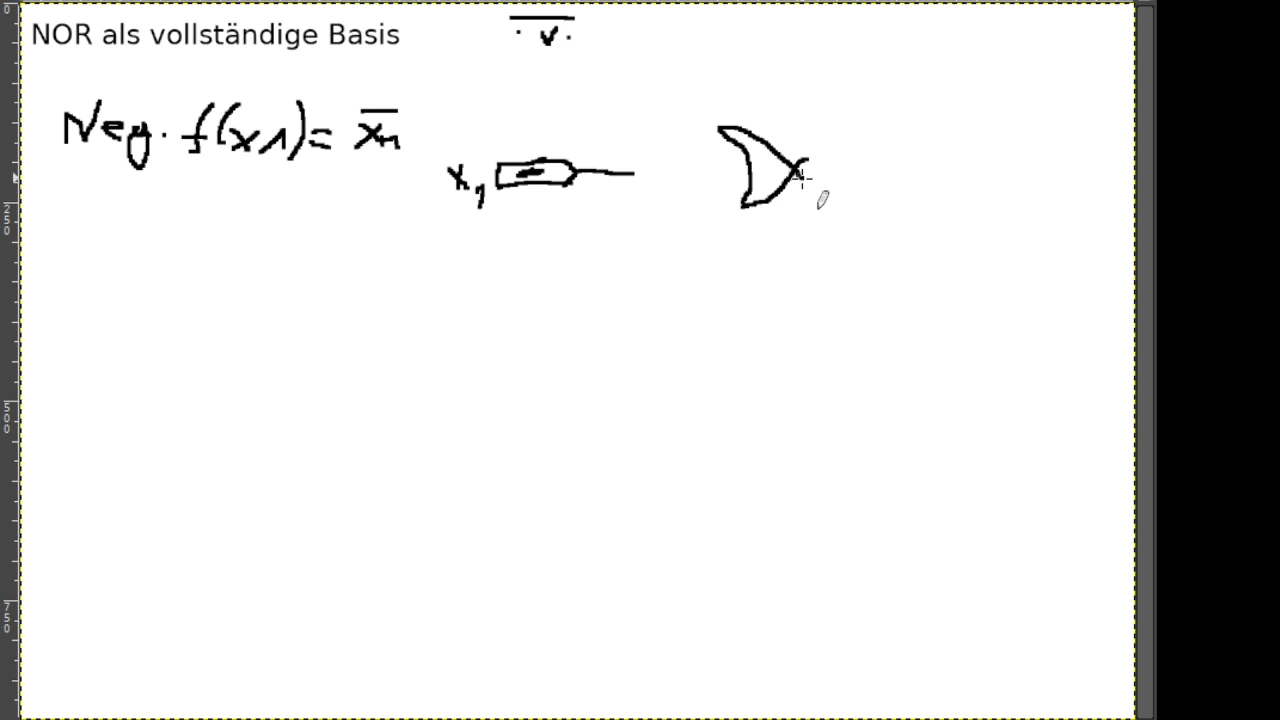 NOR als vollständige Basis
. v .
Neg. f(x1)= x̅₁
x₁